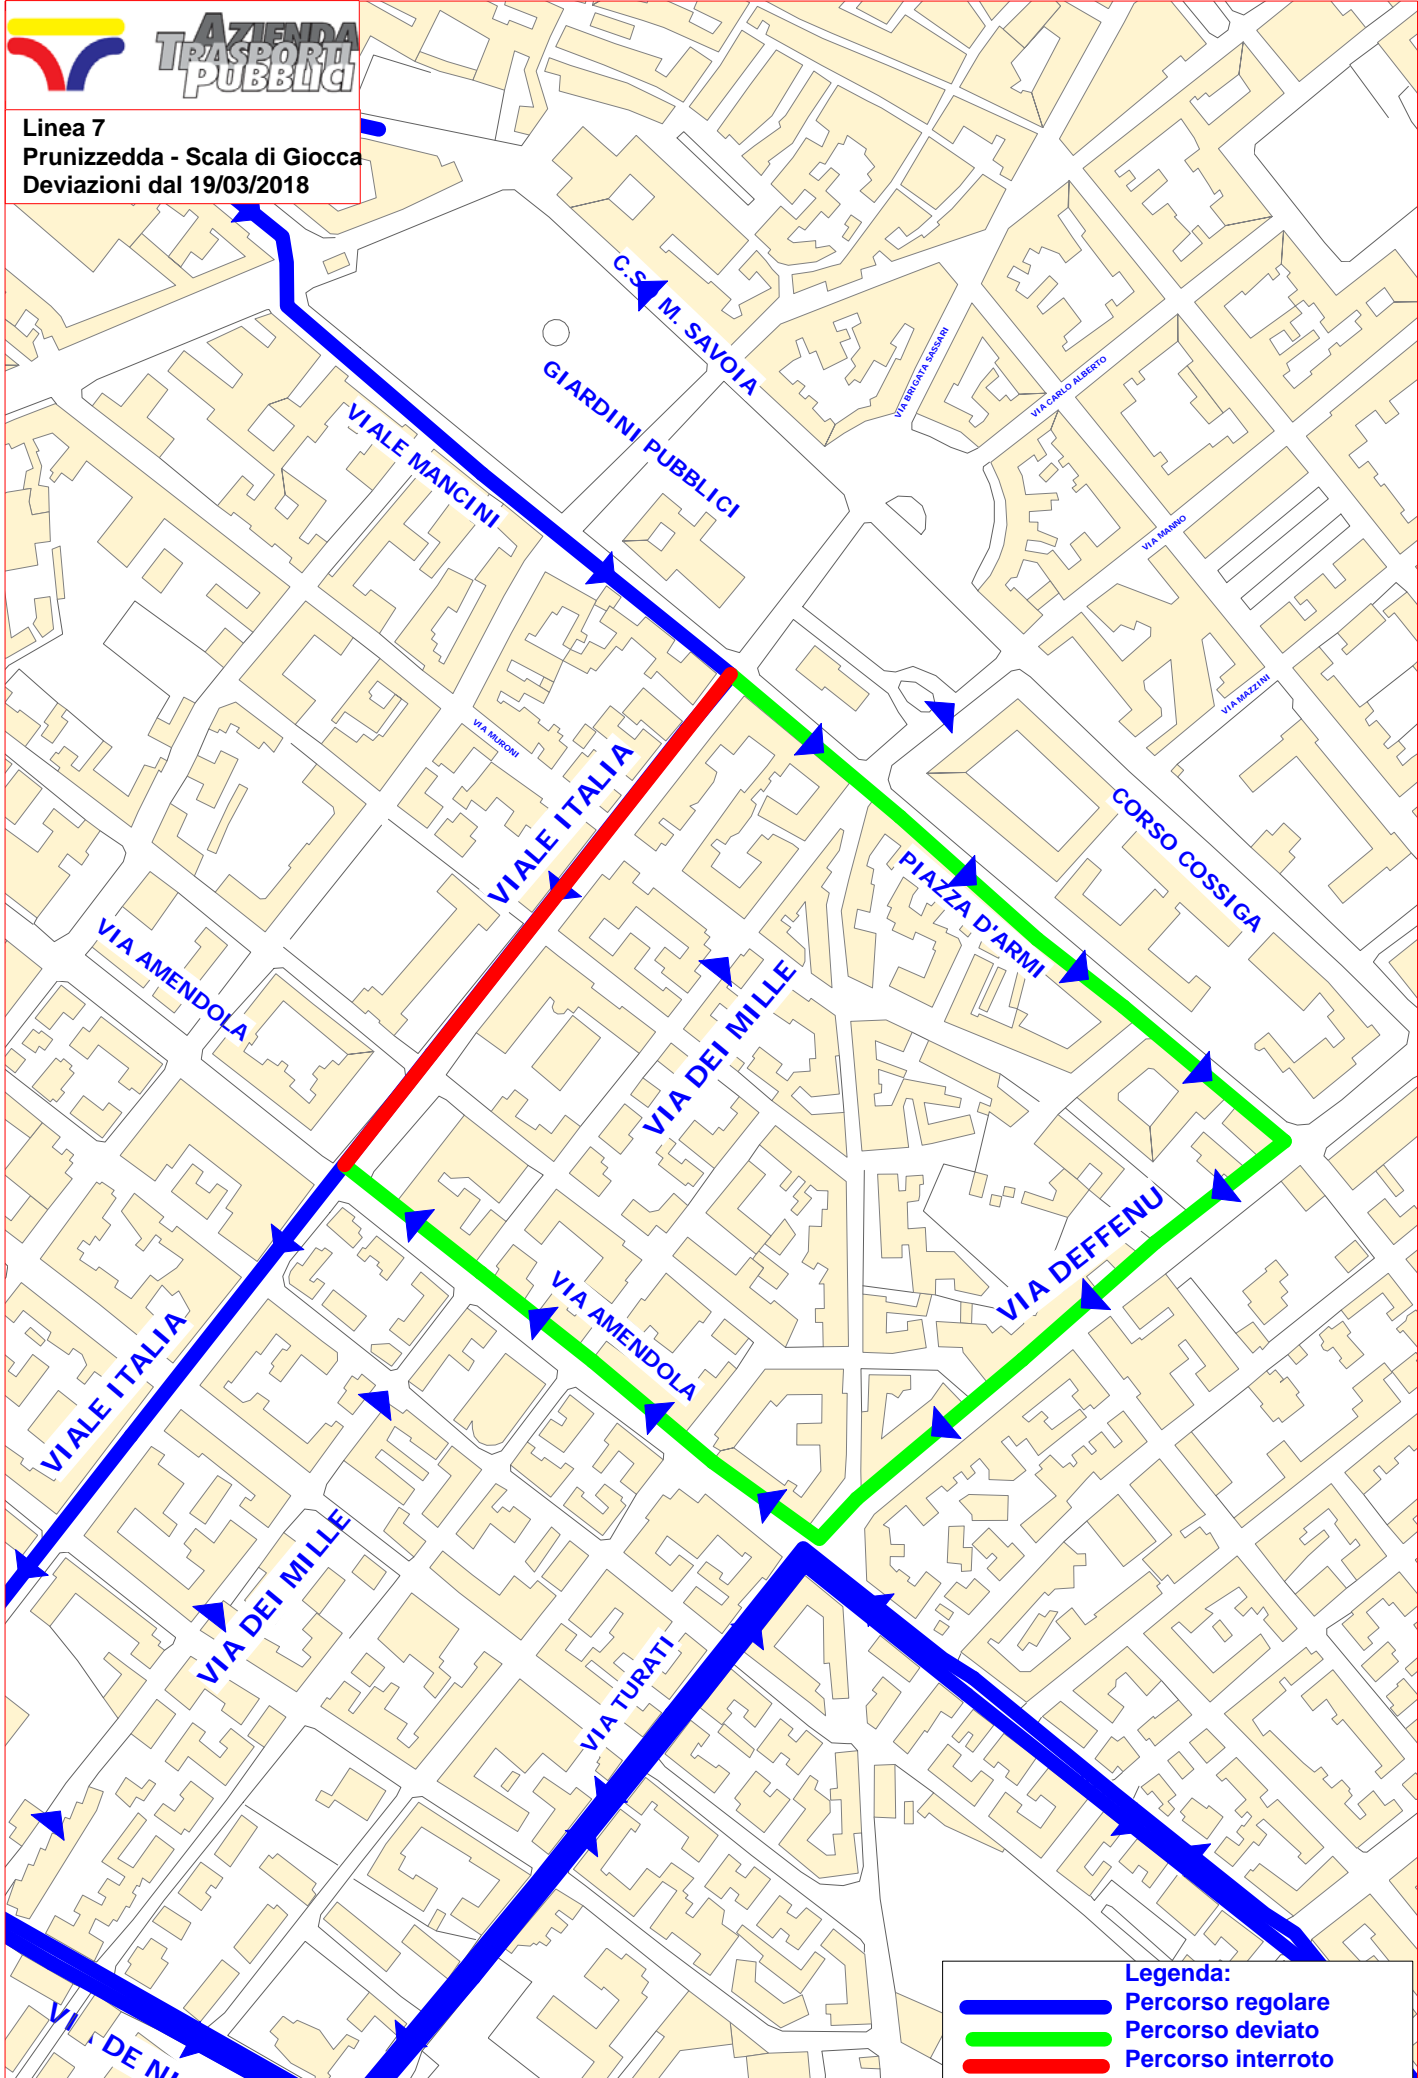 AZIENDA
TRASPORTI
PUBBLICI
Linea 7
Prunizzedda - Scala di Giocca
Deviazioni dal 19/03/2018
C.S M. SAVOIA
GIARDINI PUBBLICI
VIA BRIGATA SASSARI
VIA CARLO ALBERTO
VIALE MANCINI
VIA MANNO
VIA MAZZINI
VIA MURONI
VIALE ITALIA
CORSO COSSIGA
PIAZZA D'ARMI
VIA AMENDOLA
VIA DEI MILLE
VIA DEFFENU
VIA AMENDOLA
VIALE ITALIA
VIA DEI MILLE
VIA TURATI
DE
Legenda:
Percorso regolare
Percorso deviato
Percorso interroto